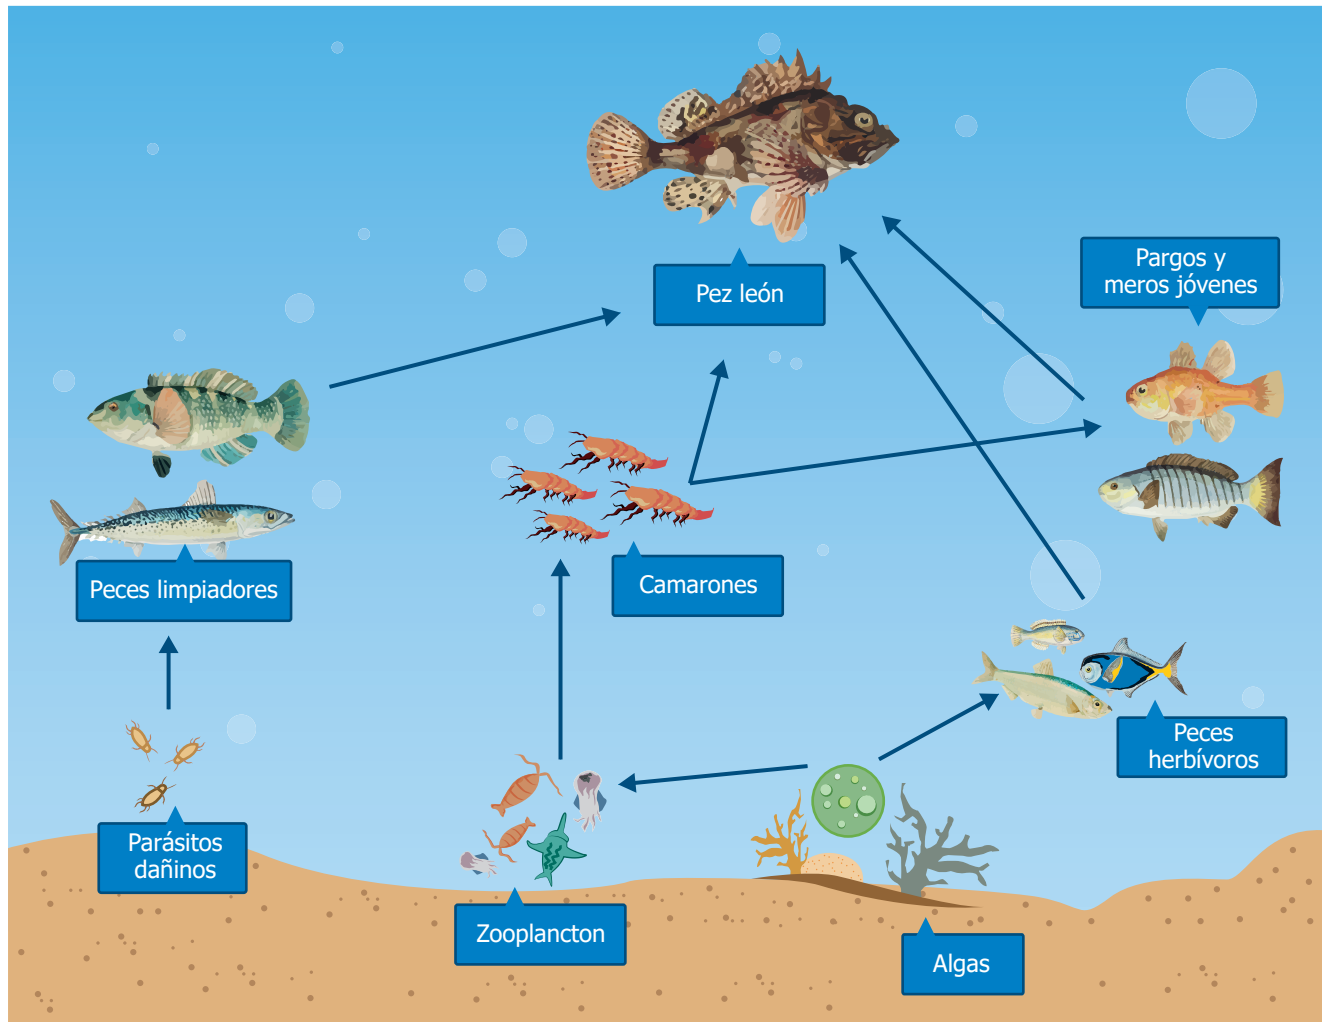 Pez león
Pargos y
meros jóvenes
Peces limpiadores
Camarones
Peces
herbívoros
Parásitos
dañinos
Zooplancton
Algas